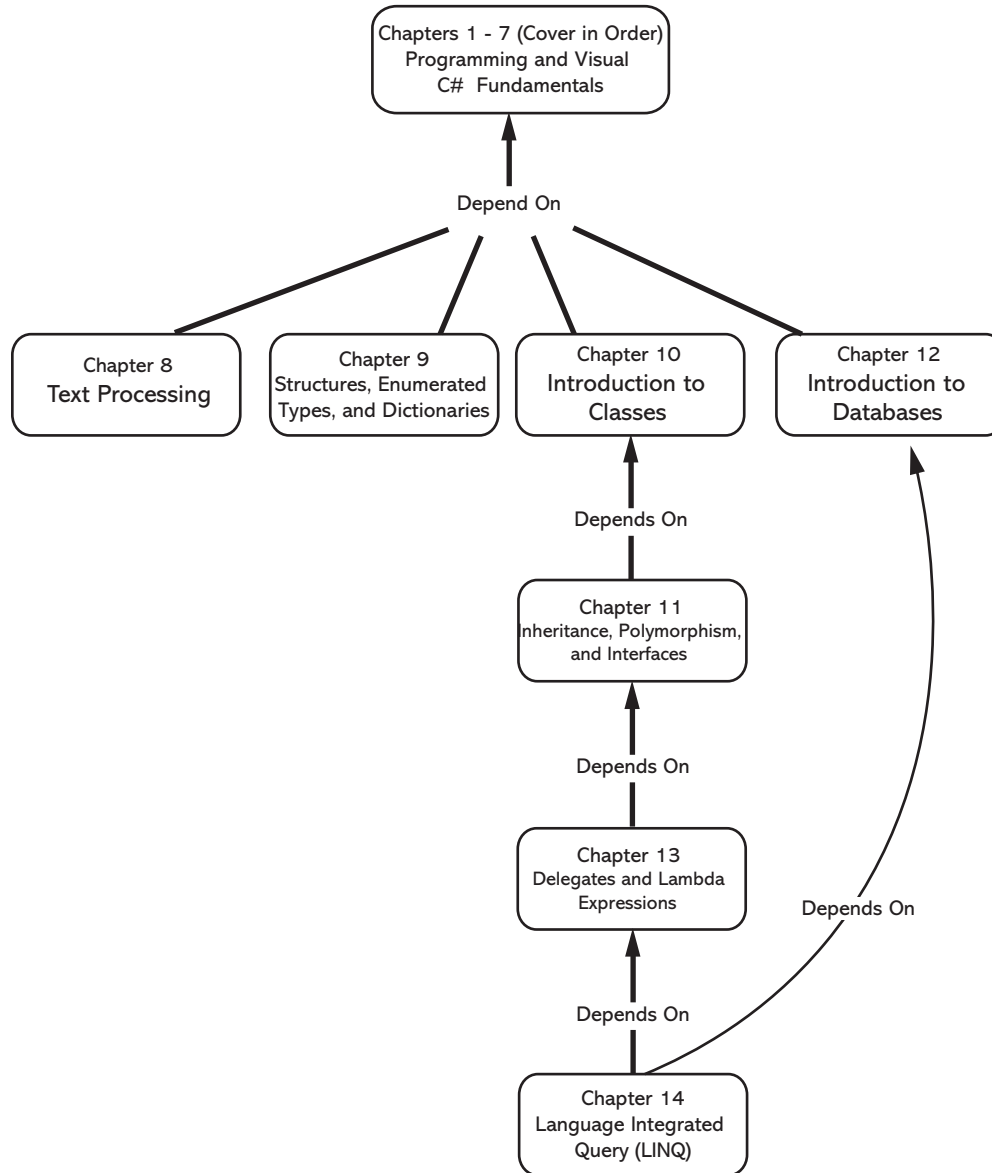 Chapters 1 - 7 (Cover in Order)
Programming and Visual
C# Fundamentals
Depend On
Chapter 8
Text Processing
Chapter 9
Structures, Enumerated
Types, and Dictionaries
Chapter 10
Introduction to
Classes
Chapter 12
Introduction to
Databases
Depends On
Chapter 11
Inheritance, Polymorphism,
and Interfaces
Depends On
Chapter 13
Delegates and Lambda
Expressions
Depends On
Depends On
Chapter 14
Language Integrated
Query (LINQ)